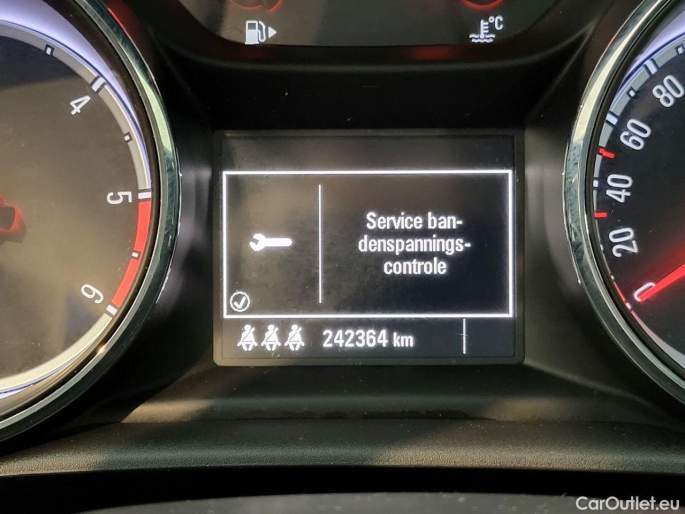 °C
4
5
6
Service ban-
denspannings-
controle
242364 km
80
60
40
20
0
CarOutlet.eu